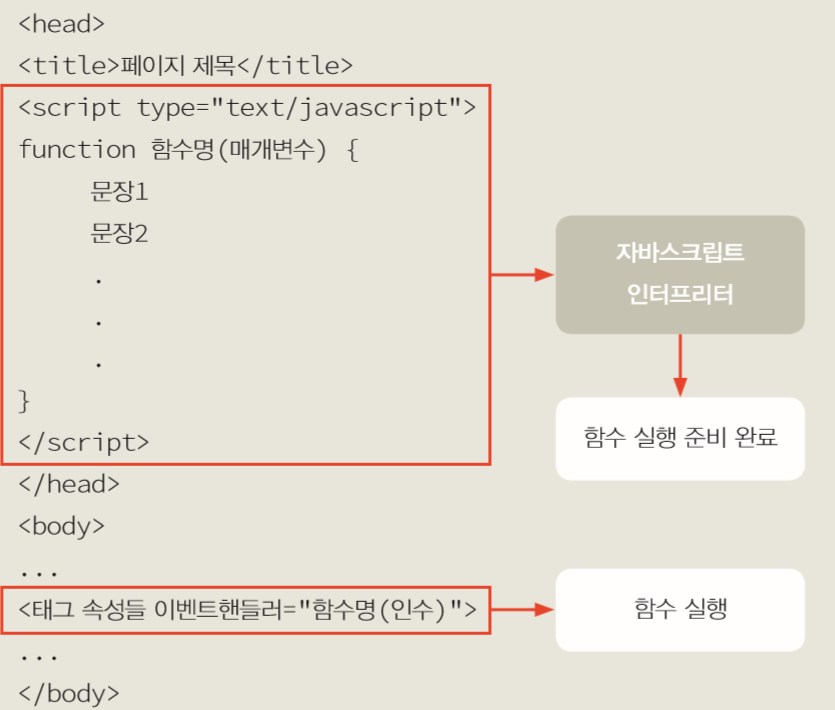 <head>
<title>페이지 제목</title>
<script type="text/javascript">
function 함수명(매개변수) {
문장1
문장2
.
.
.
}
</script>
</head>
<body>
...
<태그 속성들 이벤트핸들러="함수명(인수)">
...
</body>
자바스크립트
인터프리터
함수 실행 준비 완료
함수 실행